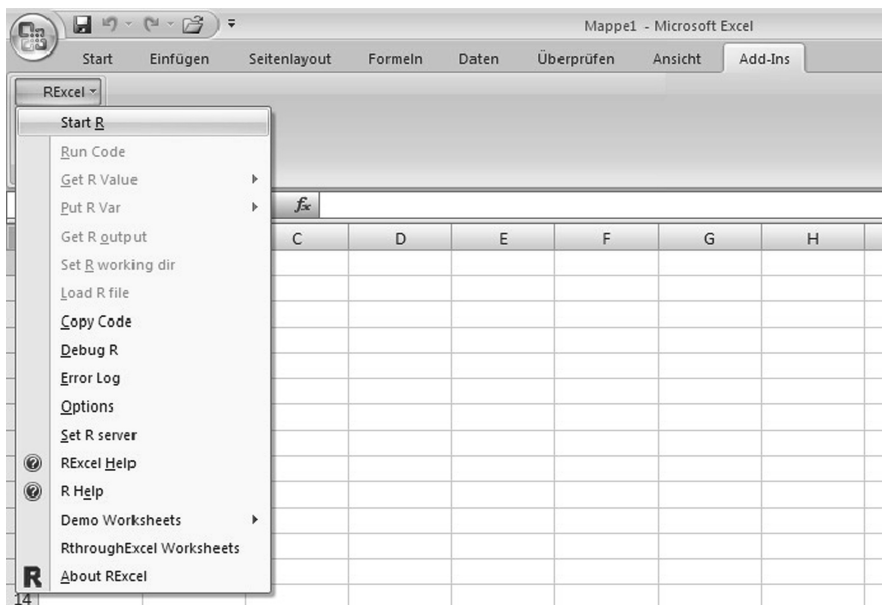 Mappe1 - Microsoft Excel
Start Einfügen Seitenlayout Formeln Daten Überprüfen Ansicht Add-Ins
RExcel
Start R
Run Code
Get R Value
Put R Var
Get R output
Set R working dir
Load R file
Copy Code
Debug R
Error Log
Options
Set R server
RExcel Help
R Help
Demo Worksheets
RthroughExcel Worksheets
R About RExcel
fx
C D E F G H
14